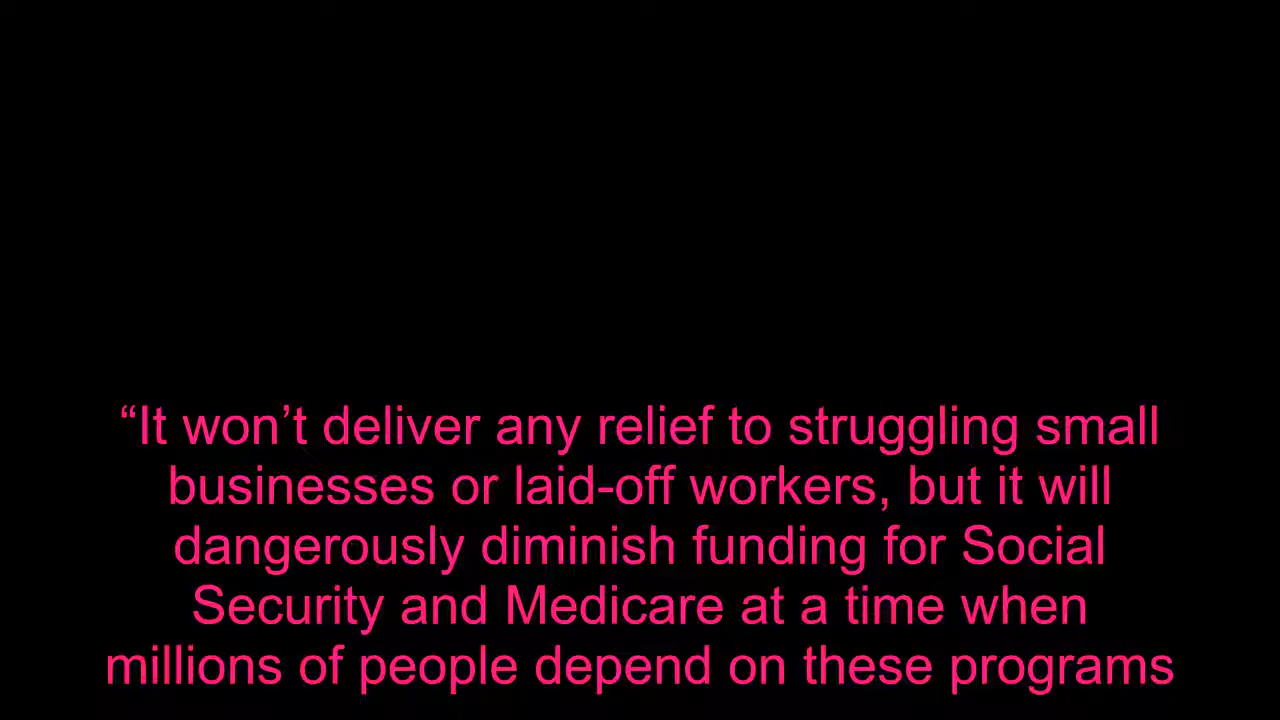 “It won’t deliver any relief to struggling small
businesses or laid-off workers, but it will
dangerously diminish funding for Social
Security and Medicare at a time when
millions of people depend on these programs